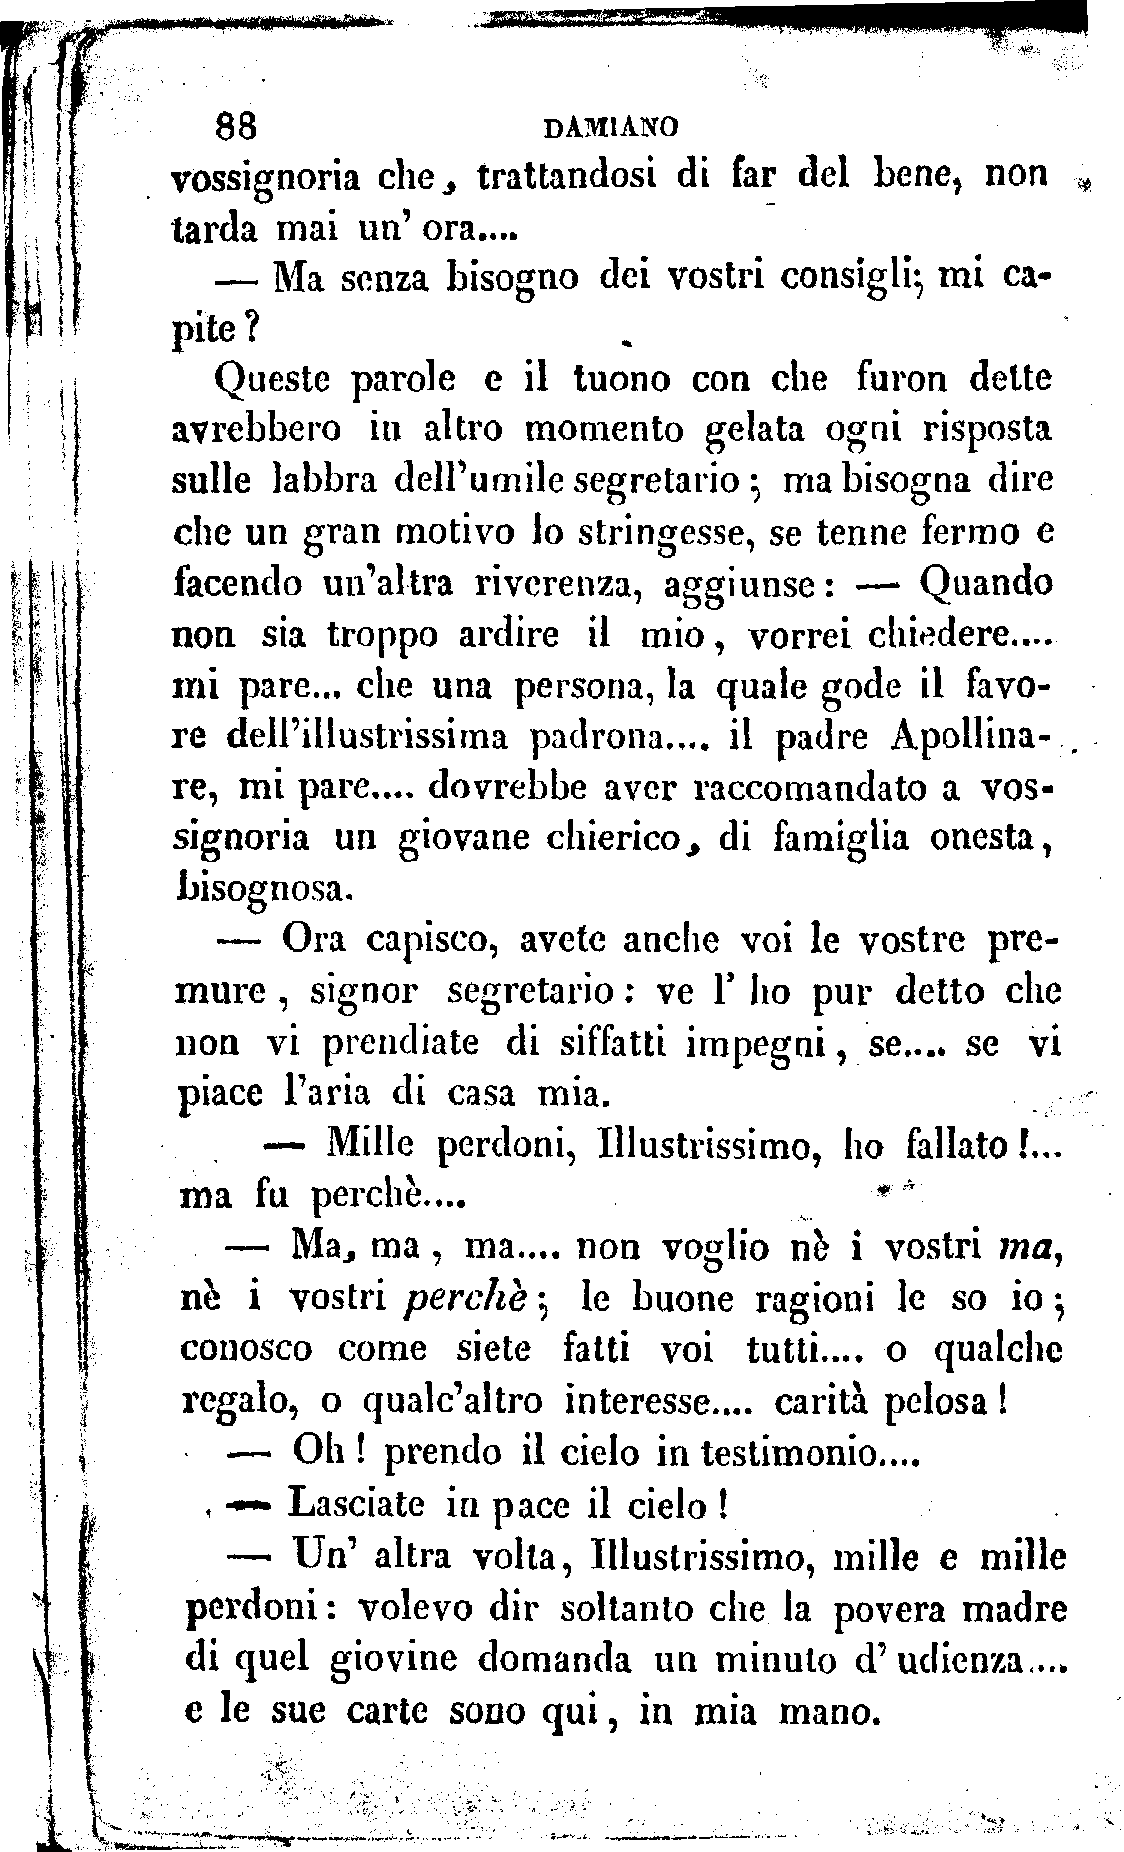 88 DAMIANO
vossignoria che, trattandosi di far del bene, non
tarda mai un' ora....
— Ma senza bisogno dei vostri consigli; mi ca-
pite ?
Queste parole e il tuono con che furon dette
avrebbero in altro momento gelata ogni risposta
sulle labbra dell'umile segretario ; ma bisogna dire
che un gran motivo lo stringesse, se tenne fermo e
facendo un'altra riverenza, aggiunse : — Quando
non sia troppo ardire il mio, vorrei chiedere....
mi pare... che una persona, la quale gode il favo-
re dell'illustrissima padrona.... il padre Apollina-
re, mi pare.... dovrebbe aver raccomandato a vos-
signoria un giovane chierico, di famiglia onesta,
bisognosa.
— Ora capisco, avete anche voi le vostre pre-
mure , signor segretario : ve l' ho pur detto che
non vi prendiate di siffatti impegni, se.... se vi
piace l'aria di casa mia.
— Mille perdoni, Illustrissimo, ho fallato !...
ma fu perchè....
— Ma, ma , ma.... non voglio nè i vostri ma,
nè i vostri perchè ; le buone ragioni le so io ;
conosco come siete fatti voi tutti.... o qualche
regalo, o qualc'altro interesse.... carità pelosa !
— Oh ! prendo il cielo in testimonio....
— Lasciate in pace il cielo !
— Un' altra volta, Illustrissimo, mille e mille
perdoni : volevo dir soltanto che la povera madre
di quel giovine domanda un minuto d' udienza....
e le sue carte sono qui, in mia mano.